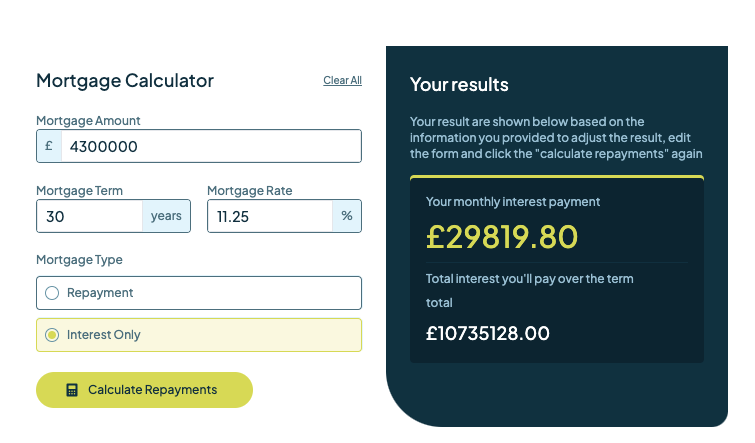 Mortgage Calculator
Clear All
Mortgage Amount
£ 4300000
Mortgage Term
30 years
Mortgage Rate
11.25 %
Mortgage Type
Repayment
Interest Only
Calculate Repayments
Your results
Your result are shown below based on the
information you provided to adjust the result, edit
the form and click the "calculate repayments" again
Your monthly interest payment
£29819.80
Total interest you'll pay over the term
total
£10735128.00